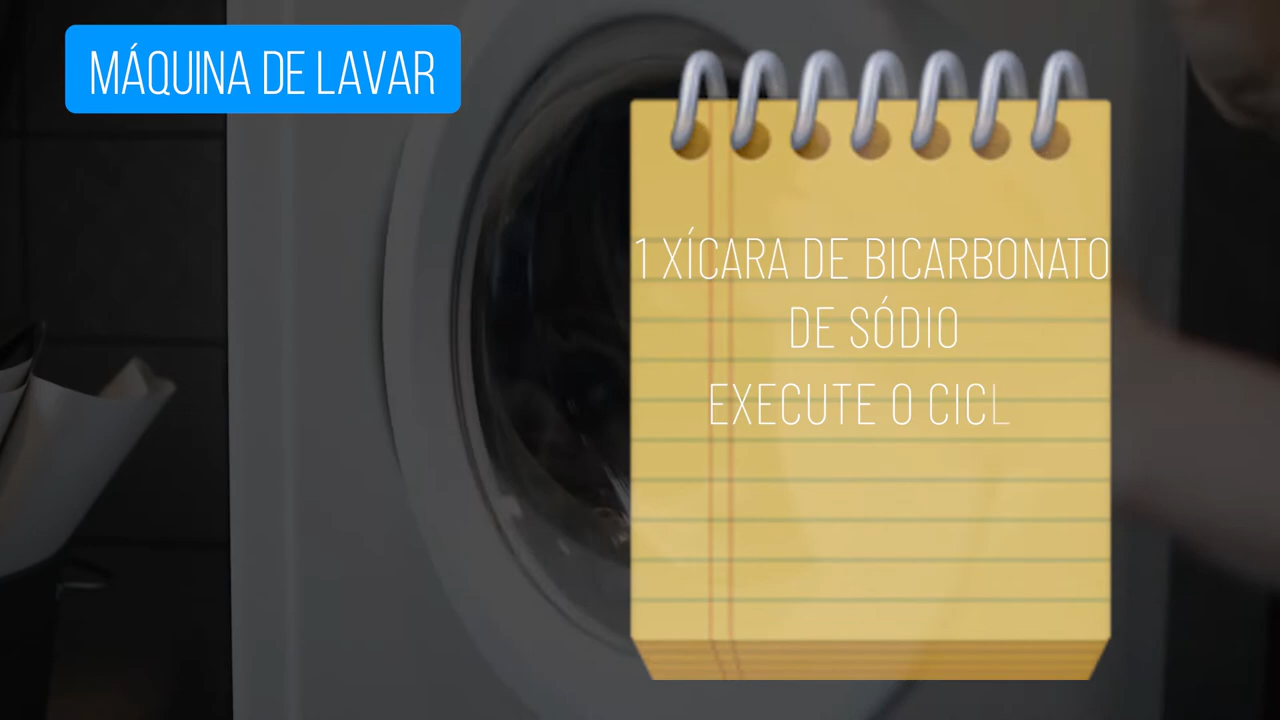 MÁQUINA DE LAVAR
1 XÍCARA DE BICARBONATO
DE SÓDIO
EXECUTE O CICL